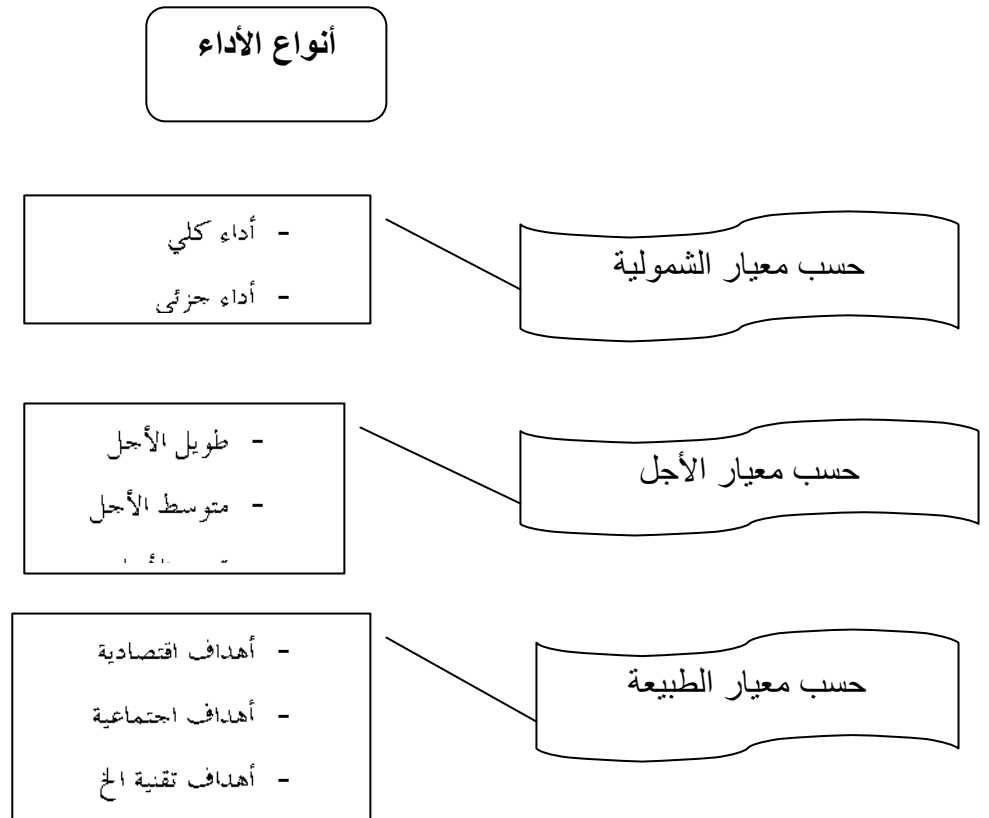 أنواع الأداء
حسب معيار الشمولية
- أداء كلي
- أداء جزئي
حسب معيار الأجل
- طويل الأجل
- متوسط الأجل
حسب معيار الطبيعة
- أهداف اقتصادية
- أهداف اجتماعية
- أهداف تقنية الخ